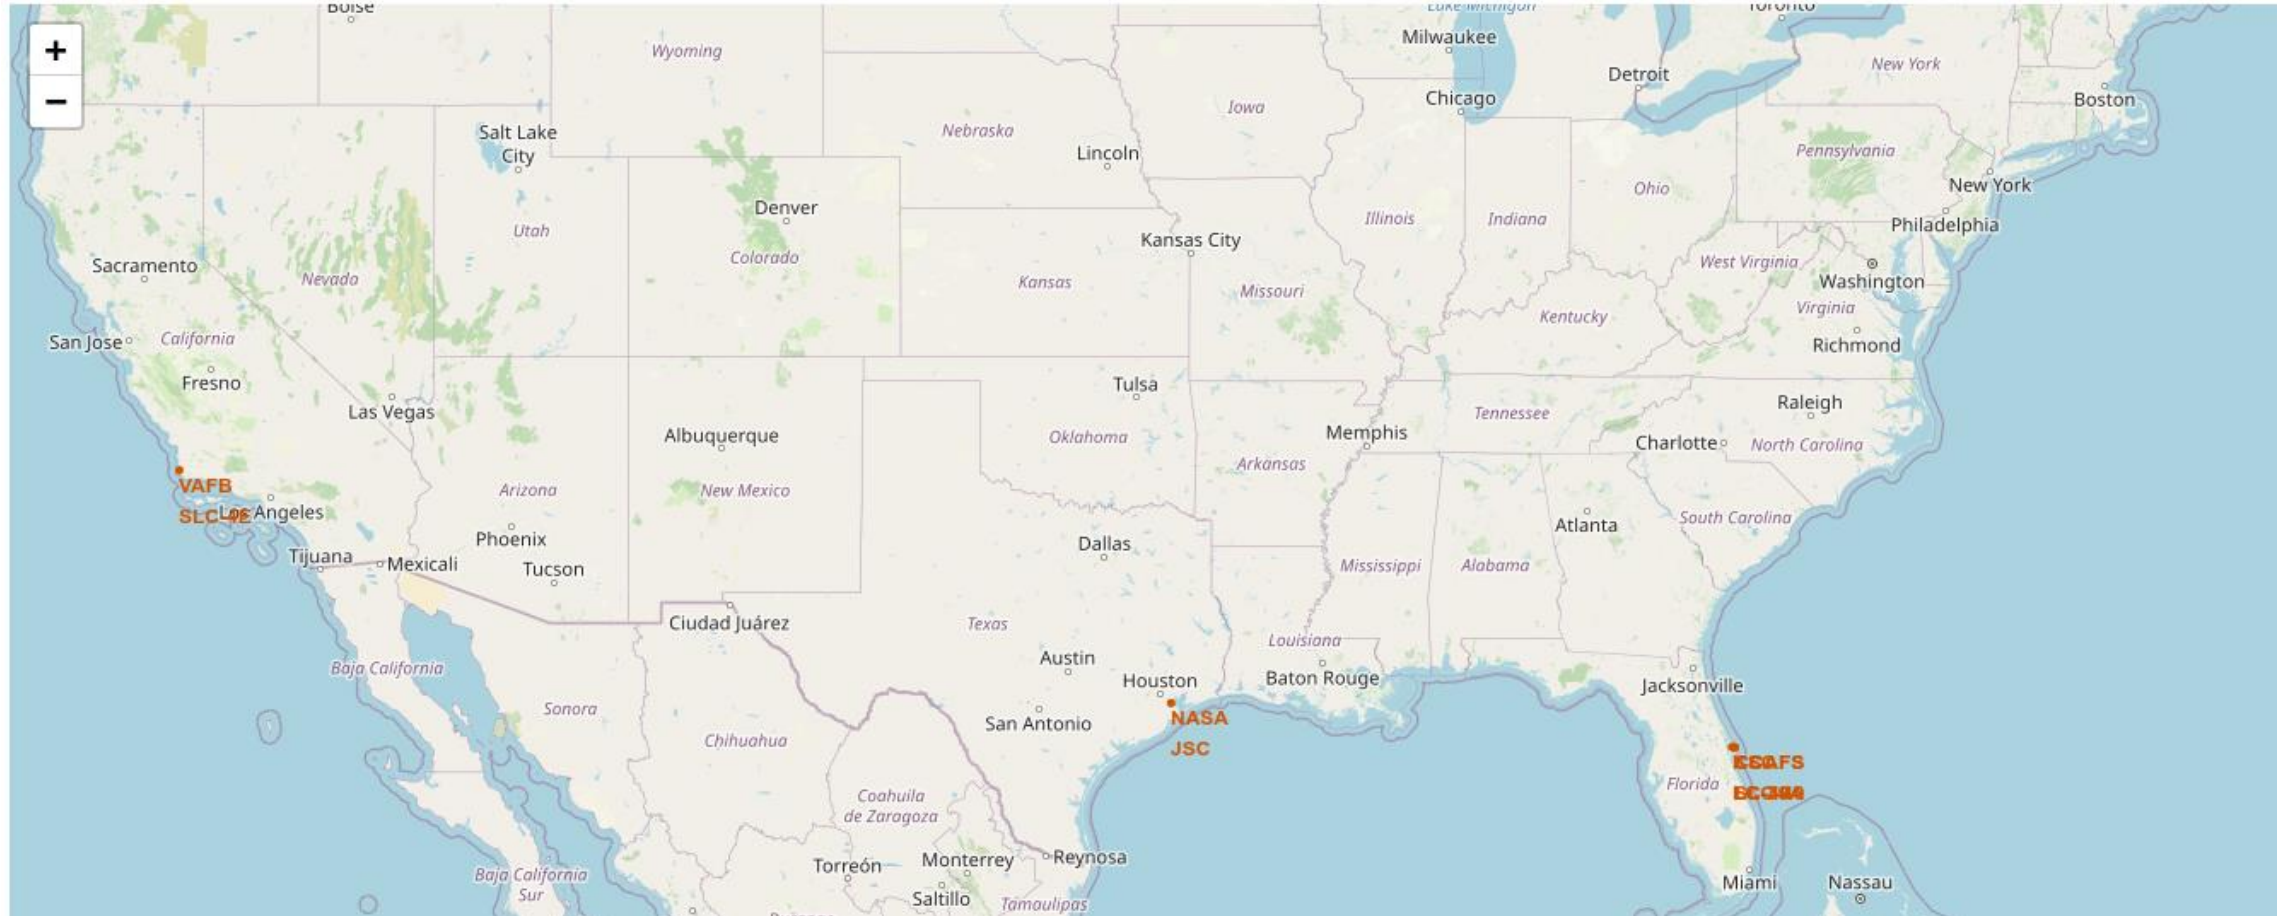 Boise
Lake Michigan
Toronto
+
−
Wyoming
Milwaukee
Detroit
New York
Chicago
Boston
Iowa
Nebraska
Salt Lake
City
Lincoln
Pennsylvania
New York
Ohio
Denver
Illinois
Indiana
Philadelphia
Utah
Kansas City
Colorado
Sacramento
Nevada
Kansas
Missouri
West Virginia
Washington
Virginia
Kentucky
San Jose
California
Richmond
Fresno
Las Vegas
Tulsa
Tennessee
Raleigh
Albuquerque
Oklahoma
Memphis
Charlotte
North Carolina
Arkansas
VAFB
SLC-4E
Los Angeles
Arizona
New Mexico
South Carolina
Atlanta
Phoenix
Dallas
Tijuana
Mexicali
Tucson
Mississippi
Alabama
Ciudad Juárez
Texas
Louisiana
Baja California
Austin
Houston
Baton Rouge
Jacksonville
Sonora
San Antonio
NASA
JSC
Chihuahua
Florida
Coahuila
de Zaragoza
Torreón
Monterrey
Reynosa
Baja California
Sur
Saltillo
Tamaulipas
Miami
Nassau